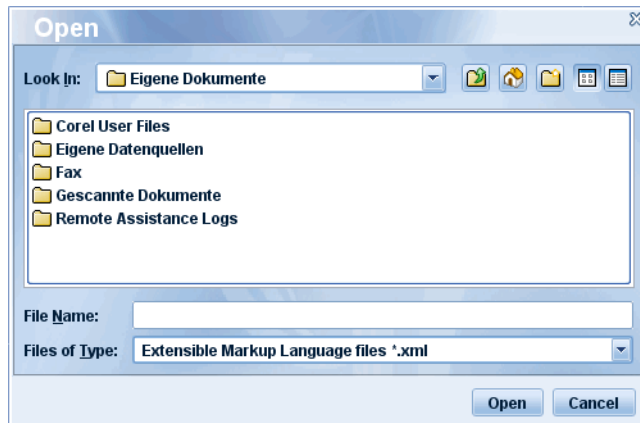 Open
Look In: Eigene Dokumente
Corel User Files
Eigene Datenquellen
Fax
Gescannte Dokumente
Remote Assistance Logs
File Name:
Files of Type: Extensible Markup Language files *.xml
Open Cancel